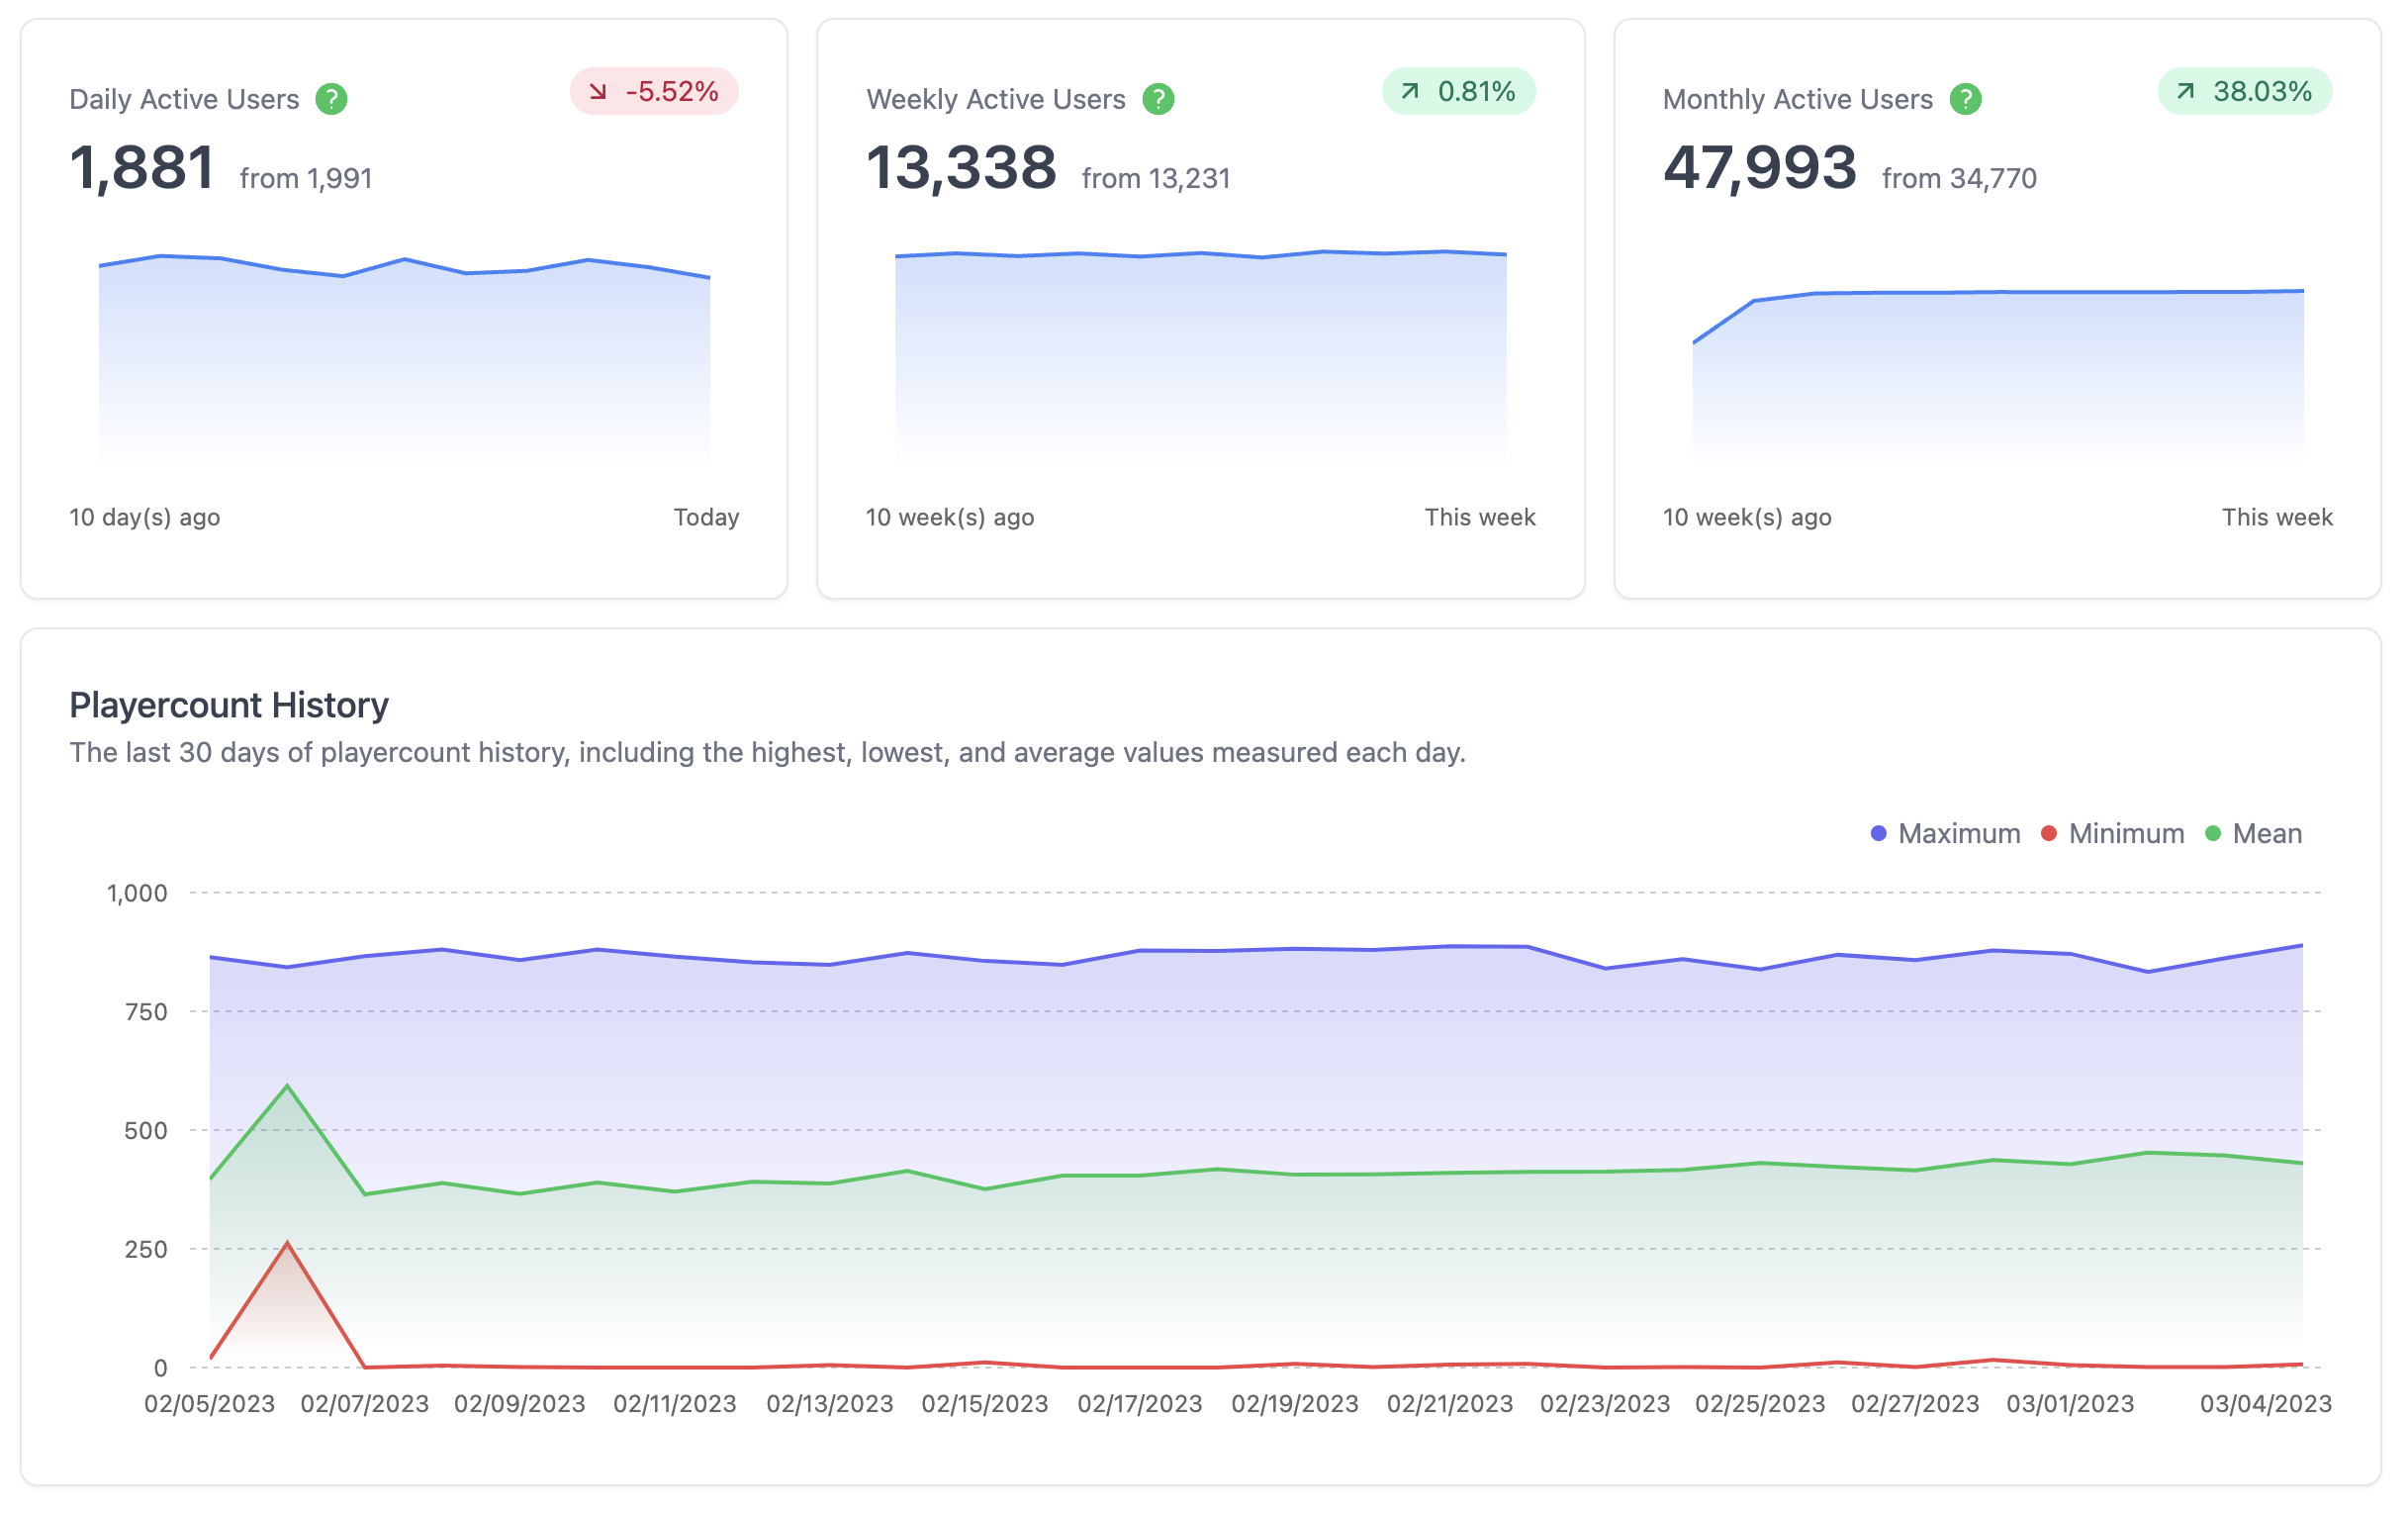 Daily Active Users ?
↘ -5.52%
1,881 from 1,991
10 day(s) ago
Today
Weekly Active Users ?
↗ 0.81%
13,338 from 13,231
10 week(s) ago
This week
Monthly Active Users ?
↗ 38.03%
47,993 from 34,770
10 week(s) ago
This week
Playercount History
The last 30 days of playercount history, including the highest, lowest, and average values measured each day.
Maximum Minimum Mean
1,000
750
500
250
0
02/05/2023 02/07/2023 02/09/2023 02/11/2023 02/13/2023 02/15/2023 02/17/2023 02/19/2023 02/21/2023 02/23/2023 02/25/2023 02/27/2023 03/01/2023 03/04/2023